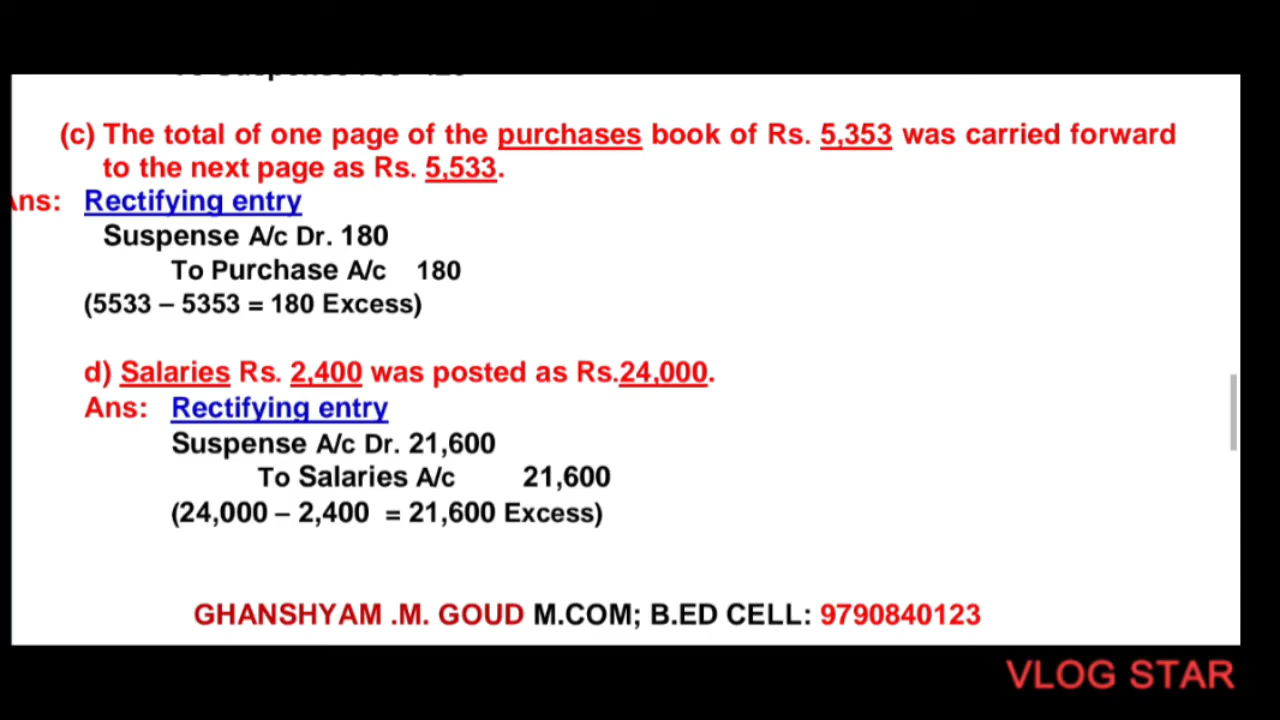 (c) The total of one page of the purchases book of Rs. 5,353 was carried forward
to the next page as Rs. 5,533.
Ans: Rectifying entry
Suspense A/c Dr. 180
To Purchase A/c 180
(5533 – 5353 = 180 Excess)
d) Salaries Rs. 2,400 was posted as Rs.24,000.
Ans: Rectifying entry
Suspense A/c Dr. 21,600
To Salaries A/c 21,600
(24,000 – 2,400 = 21,600 Excess)
GHANSHYAM .M. GOUD M.COM; B.ED CELL: 9790840123
VLOG STAR